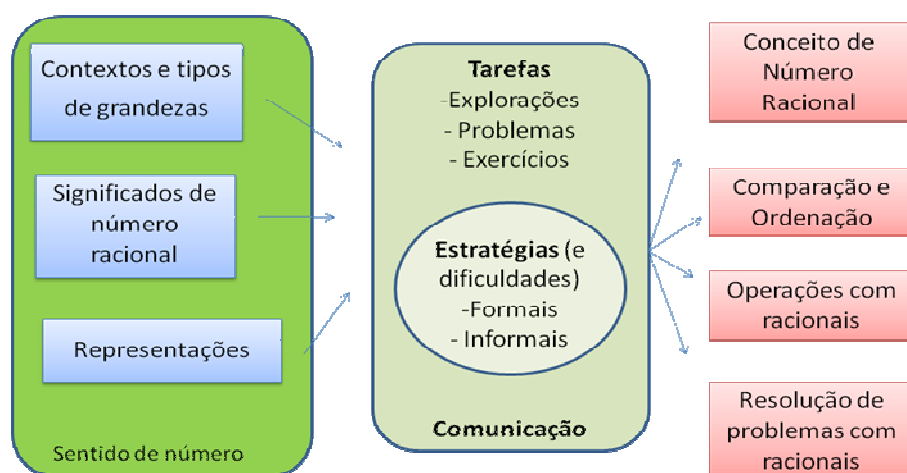 Contextos e tipos
de grandezas
Significados de
número
racional
Representações
Sentido de número
Tarefas
-Explorações
- Problemas
- Exercícios
Estratégias (e
dificuldades)
-Formais
- Informais
Comunicação
Conceito de
Número
Racional
Comparação e
Ordenação
Operações com
racionais
Resolução de
problemas com
racionais